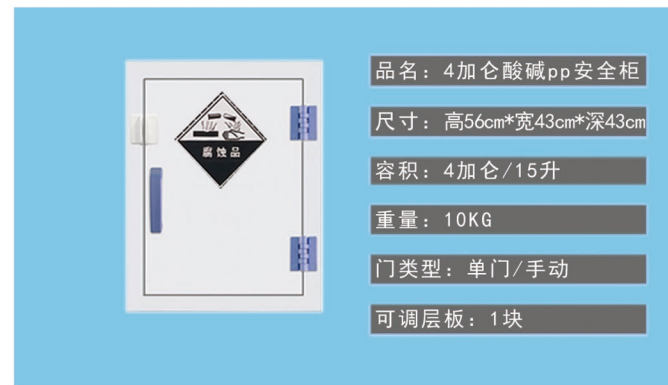 腐蚀品
品名：4加仑酸碱pp安全柜
尺寸：高56cm*宽43cm*深43cm
容积：4加仑/15升
重量：10KG
门类型：单门/手动
可调层板：1块